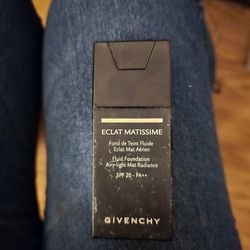 ECLAT MATISSIME
Fond de Teint Fluide
Eclat Mat Aérien
Fluid Foundation
Airy-light Mat Radiance
SPF 20 - PA++
GIVENCHY